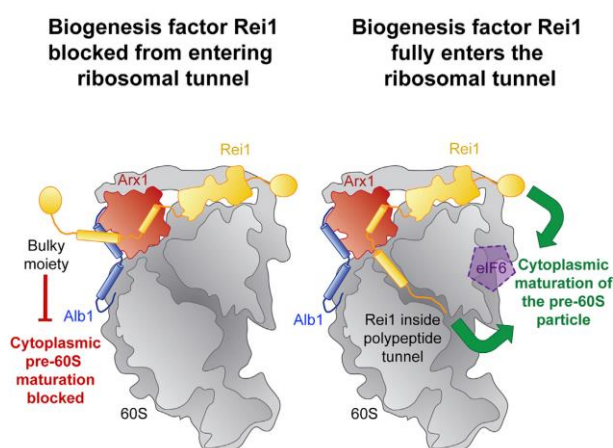 Biogenesis factor Rei1
blocked from entering
ribosomal tunnel
Biogenesis factor Rei1
fully enters the
ribosomal tunnel
Rei1
Arx1
Bulky
moiety
Alb1
Cytoplasmic
pre-60S
maturation
blocked
60S
Rei1
Arx1
eIF6
Cytoplasmic
maturation of
the pre-60S
particle
Alb1
Rei1 inside
polypeptide
tunnel
60S